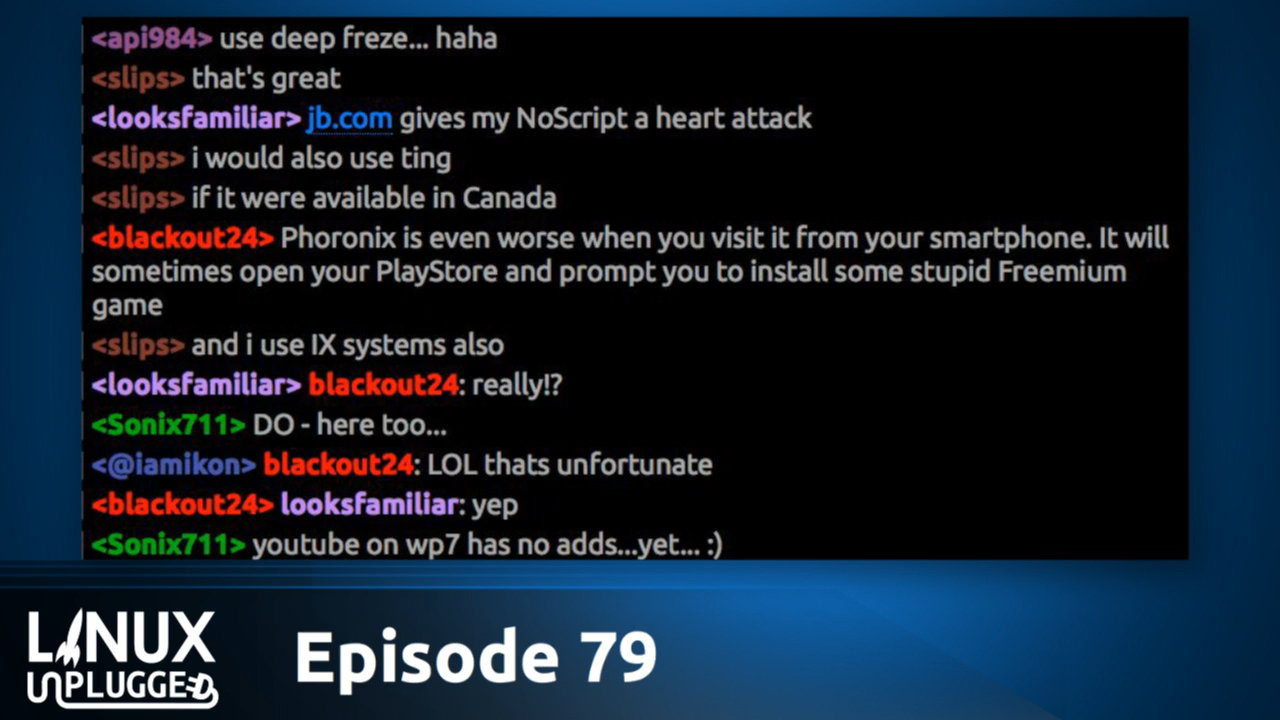 <api984> use deep freze... haha
<slips> that's great
<looksfamiliar> jb.com gives my NoScript a heart attack
<slips> i would also use ting
<slips> if it were available in Canada
<blackout24> Phoronix is even worse when you visit it from your smartphone. It will
sometimes open your PlayStore and prompt you to install some stupid Freemium
game
<slips> and i use IX systems also
<looksfamiliar> blackout24: really!?
<Sonix711> DO - here too...
<@iamikon> blackout24: LOL thats unfortunate
<blackout24> looksfamiliar: yep
<Sonix711> youtube on wp7 has no adds...yet... :)
LINUX
UNPLUGGED
Episode 79